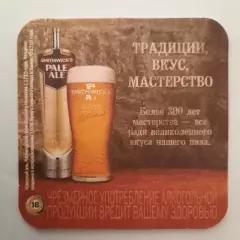 SMITHWICK'S
PALE
ALE
SMITHWICK'S
ТРАДИЦИИ,
ВКУС,
МАСТЕРСТВО
Более 300 лет
мастерства — все
ради великолепного
вкуса нашего пива.
18
ЧРЕЗМЕРНОЕ УПОТРЕБЛЕНИЕ АЛКОГОЛЬНОЙ
ПРОДУКЦИИ ВРЕДИТ ВАШЕМУ ЗДОРОВЬЮ